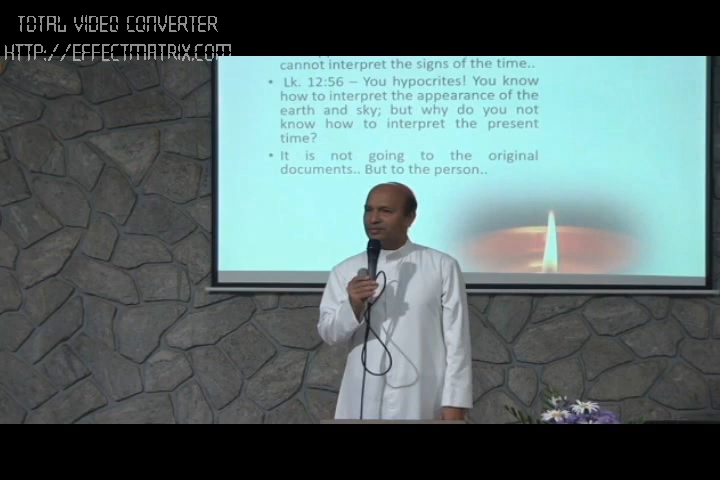 TOTAL VIDEO CONVERTER
HTTP://EFFECTMATRIX.COM
cannot interpret the signs of the time..
• Lk. 12:56 – You hypocrites! You know
how to interpret the appearance of the
earth and sky; but why do you not
know how to interpret the present
time?
• It is not going to the original
documents.. But to the person..